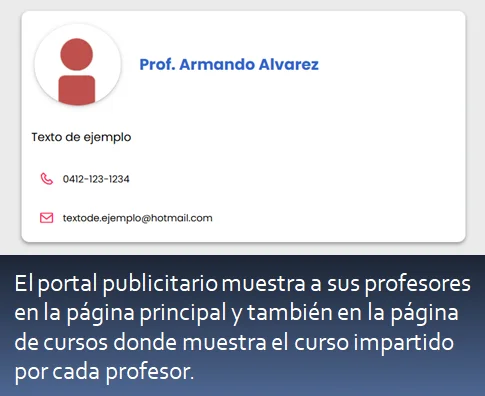 Prof. Armando Alvarez
Texto de ejemplo
0412-123-1234
textode.ejemplo@hotmail.com
El portal publicitario muestra a sus profesores
en la página principal y también en la página
de cursos donde muestra el curso impartido
por cada profesor.